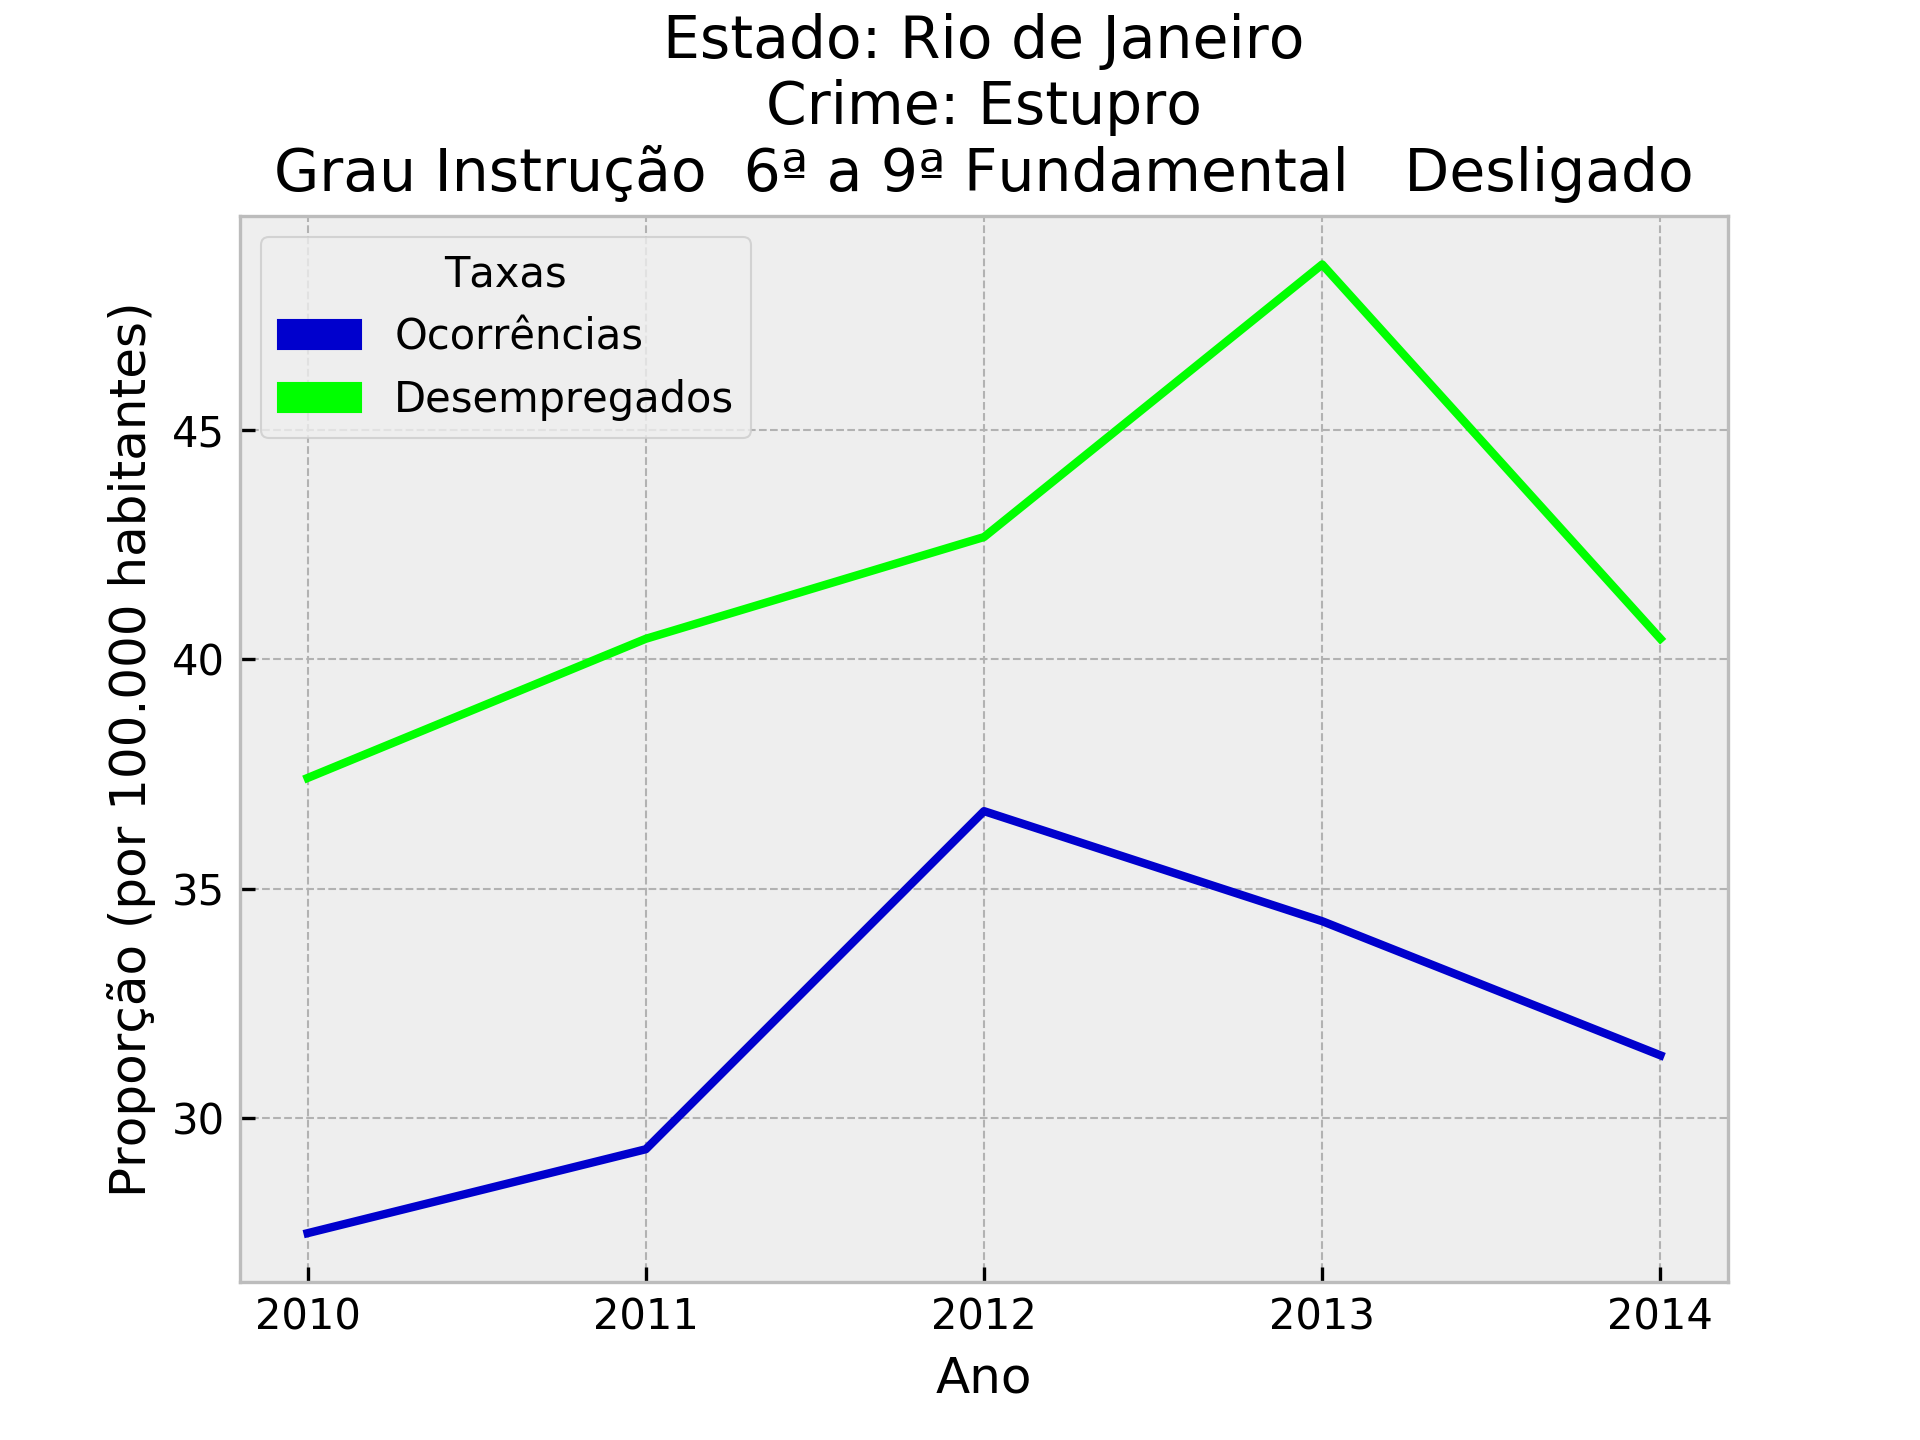 Estado: Rio de Janeiro
Crime: Estupro
Grau Instrução  6ª a 9ª Fundamental   Desligado
Taxas
Ocorrências
Desempregados
Proporção (por 100.000 habitantes)
45
40
35
30
2010 2011 2012 2013 2014
Ano